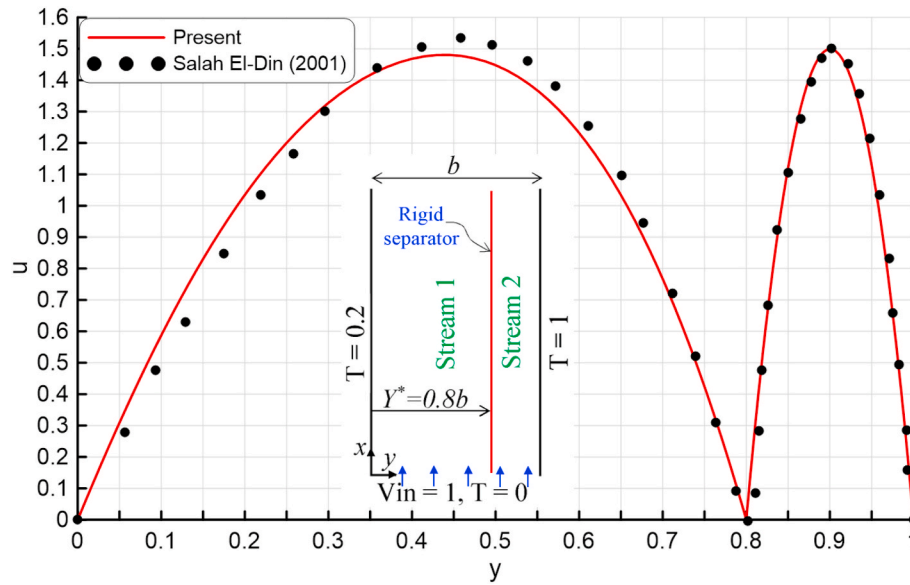 1.6
1.5
1.4
1.3
1.2
1.1
1
0.9
0.8
0.7
0.6
0.5
0.4
0.3
0.2
0.1
0
u
Present
Salah El-Din (2001)
b
Rigid
separator
Stream 1
Stream 2
T = 0.2
T = 1
Y*=0.8b
x
y
Vin = 1, T = 0
0 0.1 0.2 0.3 0.4 0.5 0.6 0.7 0.8 0.9
y